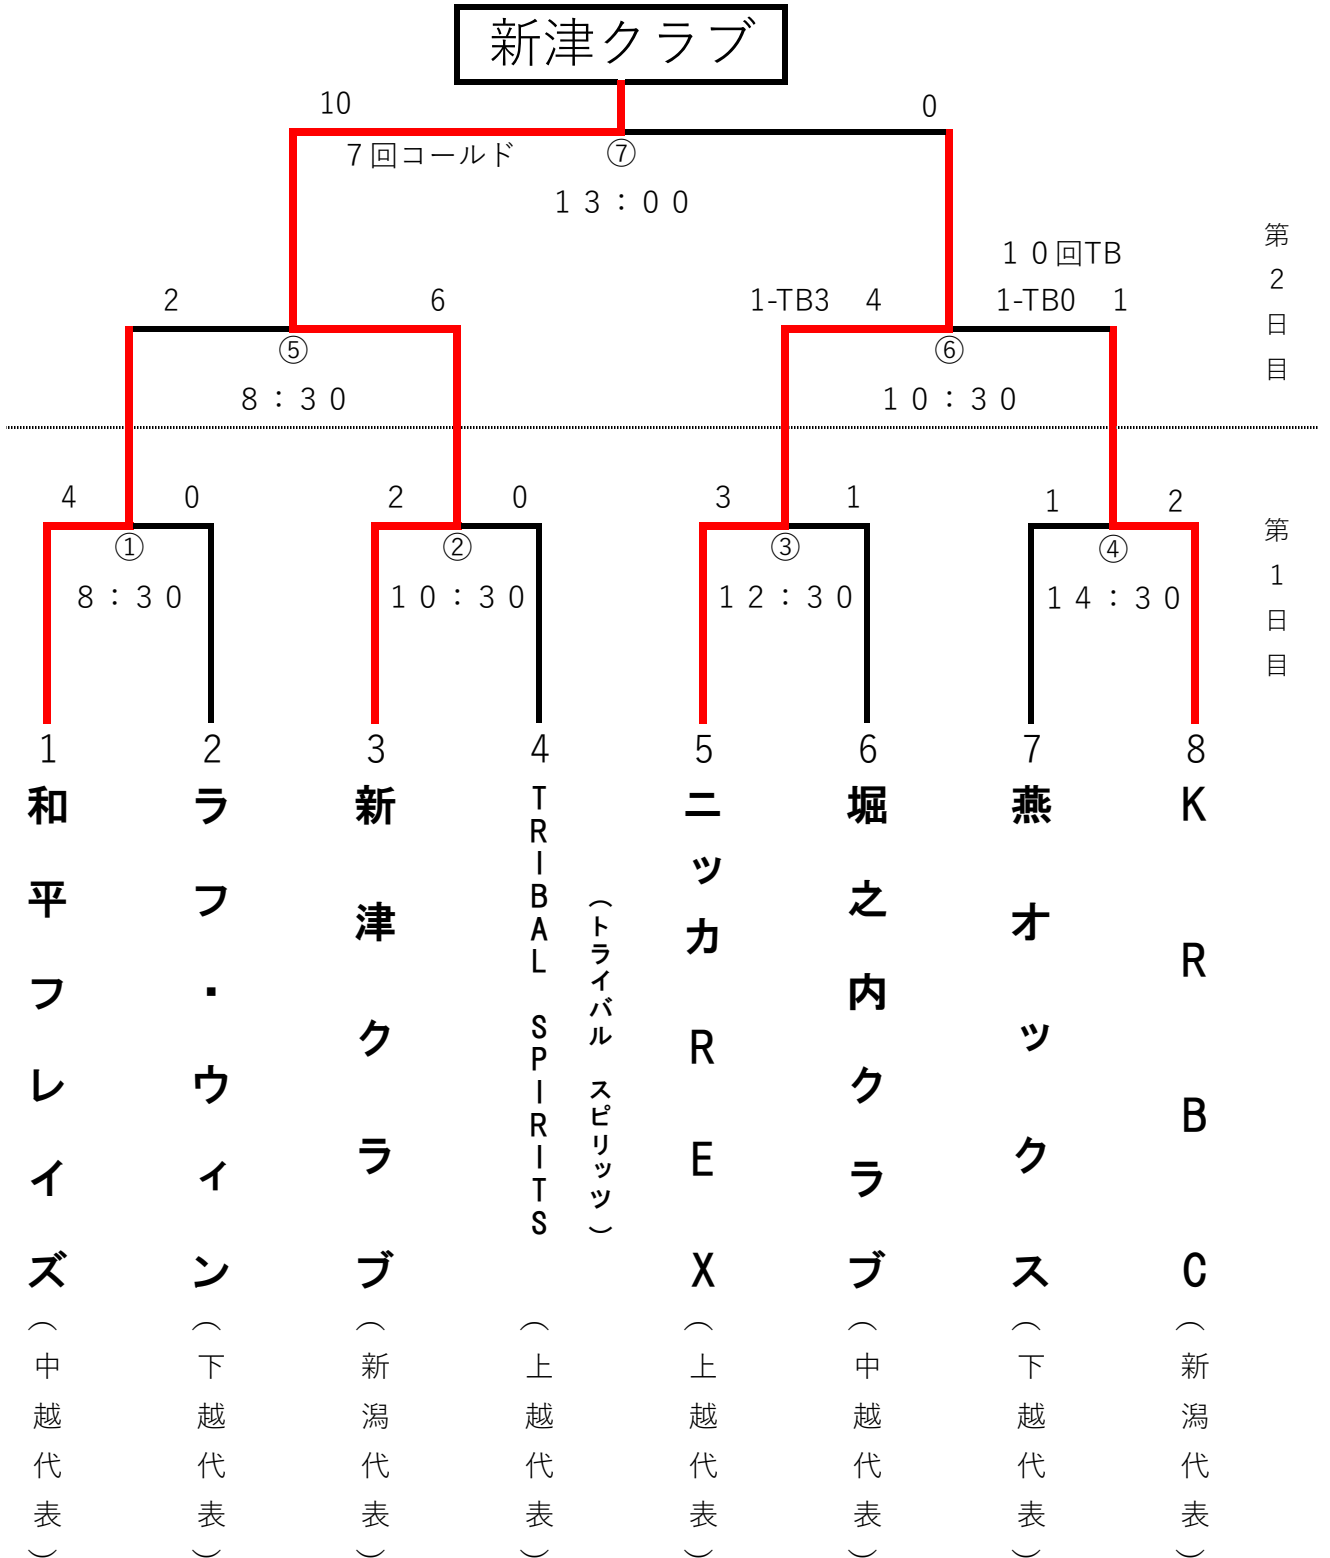 新津クラブ
10
0
７回コールド
⑦
１３：００
１０回TB
2
6
1-TB3
4
1-TB0
1
⑤
⑥
８：３０
１０：３０
第２日目
4
0
2
0
3
1
1
2
①
②
③
④
８：３０
１０：３０
１２：３０
１４：３０
第１日目
1
2
3
4
5
6
7
8
和平フレイズ
（中越代表）
ラフ・ウィン
（下越代表）
新津クラブ
（新潟代表）
TRIBAL SPIRITS
（トライバル　スピリッツ）
（上越代表）
ニッカＲＥＸ
（上越代表）
堀之内クラブ
（中越代表）
燕オックス
（下越代表）
ＫＲＢＣ
（新潟代表）